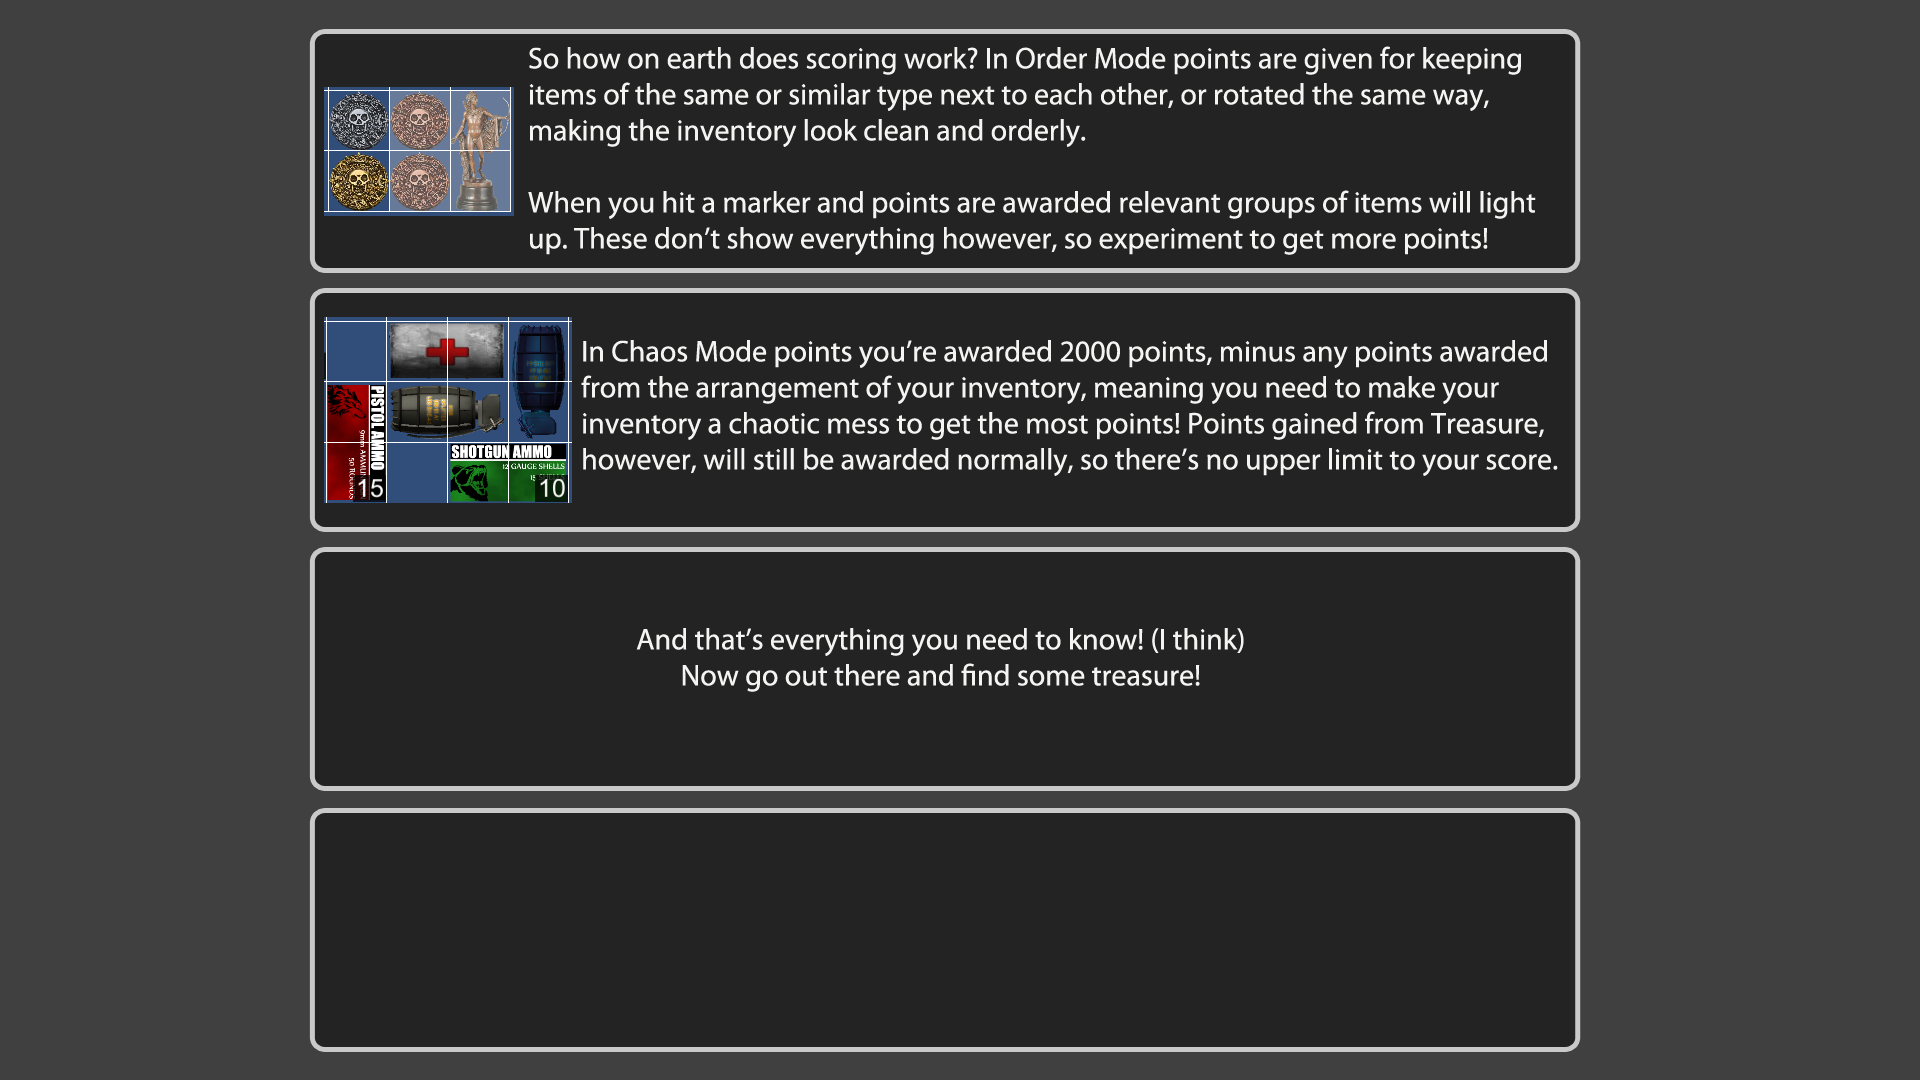 So how on earth does scoring work? In Order Mode points are given for keeping
items of the same or similar type next to each other, or rotated the same way,
making the inventory look clean and orderly.
When you hit a marker and points are awarded relevant groups of items will light
up. These don’t show everything however, so experiment to get more points!
PISTOL AMMO
9mm AMMU
50 ROUNDS
15
SHOTGUN AMMO
12 GAUGE SHELLS
10
In Chaos Mode points you’re awarded 2000 points, minus any points awarded
from the arrangement of your inventory, meaning you need to make your
inventory a chaotic mess to get the most points! Points gained from Treasure,
however, will still be awarded normally, so there’s no upper limit to your score.
And that’s everything you need to know! (I think)
Now go out there and find some treasure!